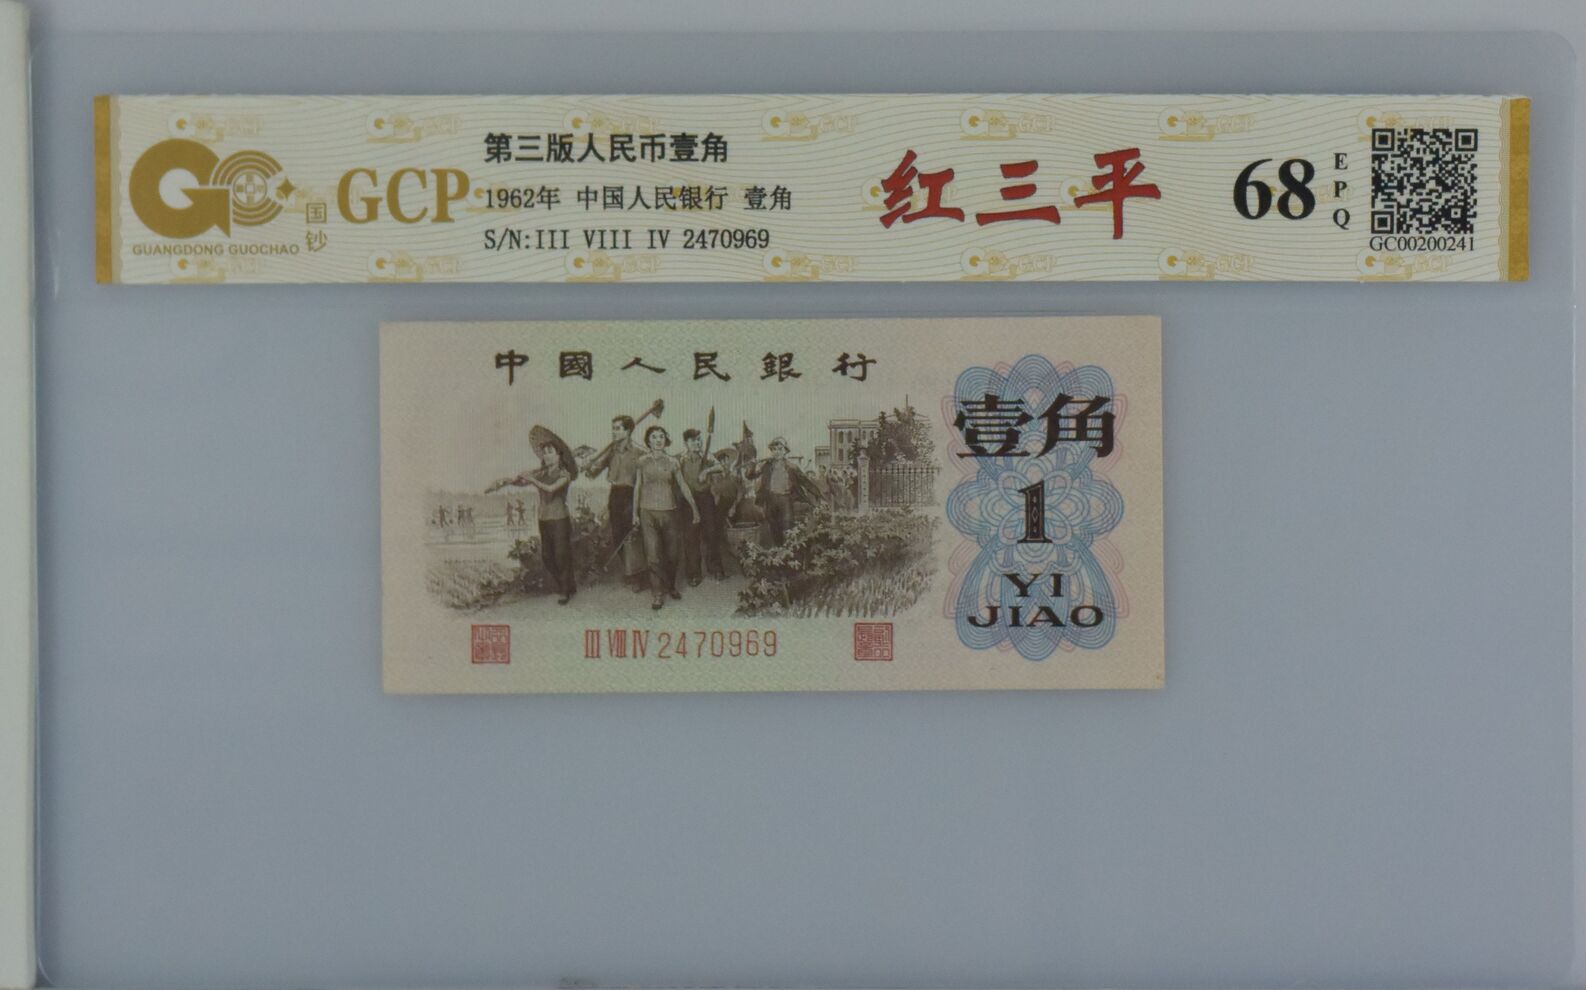 GUANGDONG GUOCHAO
国钞
GCP
第三版人民币壹角
1962年 中国人民银行 壹角
S/N:III VIII IV 2470969
红三平
68
EPQ
GC00200241
中國人民銀行
壹角
1
YI
JIAO
III VIII IV 2470969